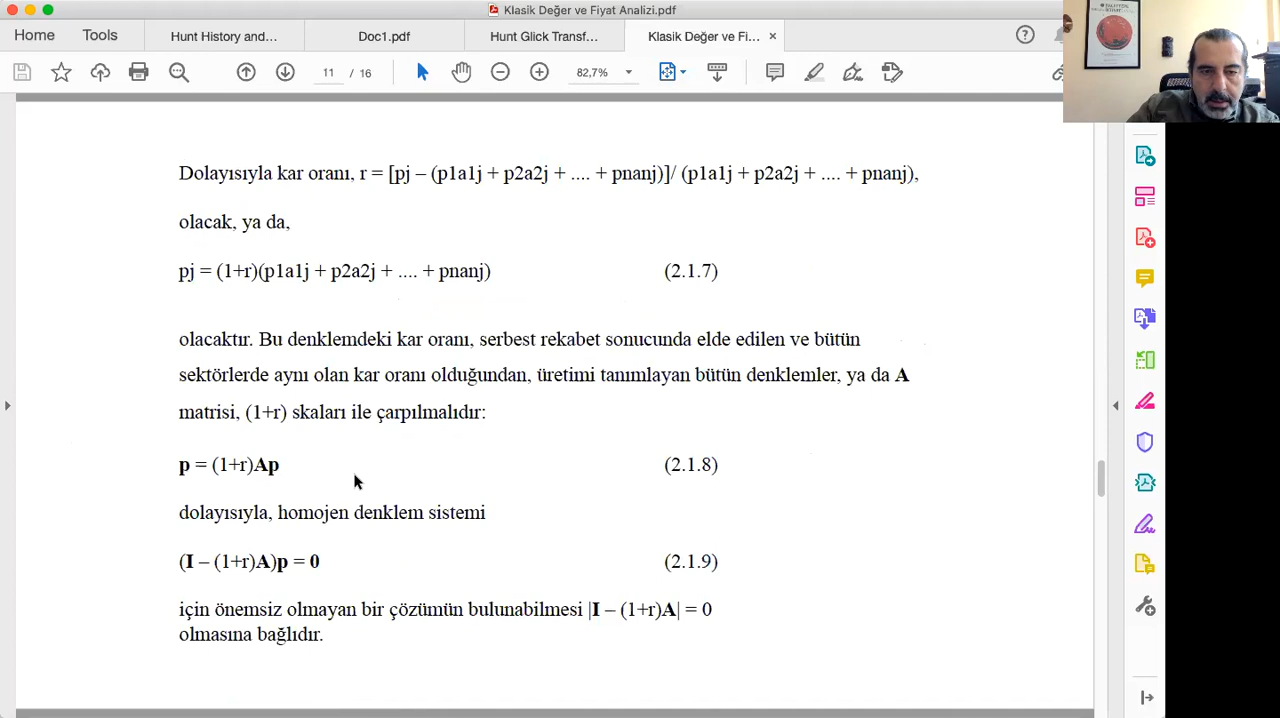 Klasik Değer ve Fiyat Analizi.pdf
Home Tools Hunt History and... Doc1.pdf Hunt Glick Transf... Klasik Değer ve Fi... ×
11 / 16 82,7%
Dolayısıyla kar oranı, r = [pj – (p1a1j + p2a2j + .... + pnanj)]/ (p1a1j + p2a2j + .... + pnanj),
olacak, ya da,
pj = (1+r)(p1a1j + p2a2j + .... + pnanj) (2.1.7)
olacaktır. Bu denklemdeki kar oranı, serbest rekabet sonucunda elde edilen ve bütün
sektörlerde aynı olan kar oranı olduğundan, üretimi tanımlayan bütün denklemler, ya da A
matrisi, (1+r) skaları ile çarpılmalıdır:
p = (1+r)Ap (2.1.8)
dolayısıyla, homojen denklem sistemi
(I – (1+r)A)p = 0 (2.1.9)
için önemsiz olmayan bir çözümün bulunabilmesi |I – (1+r)A| = 0
olmasına bağlıdır.